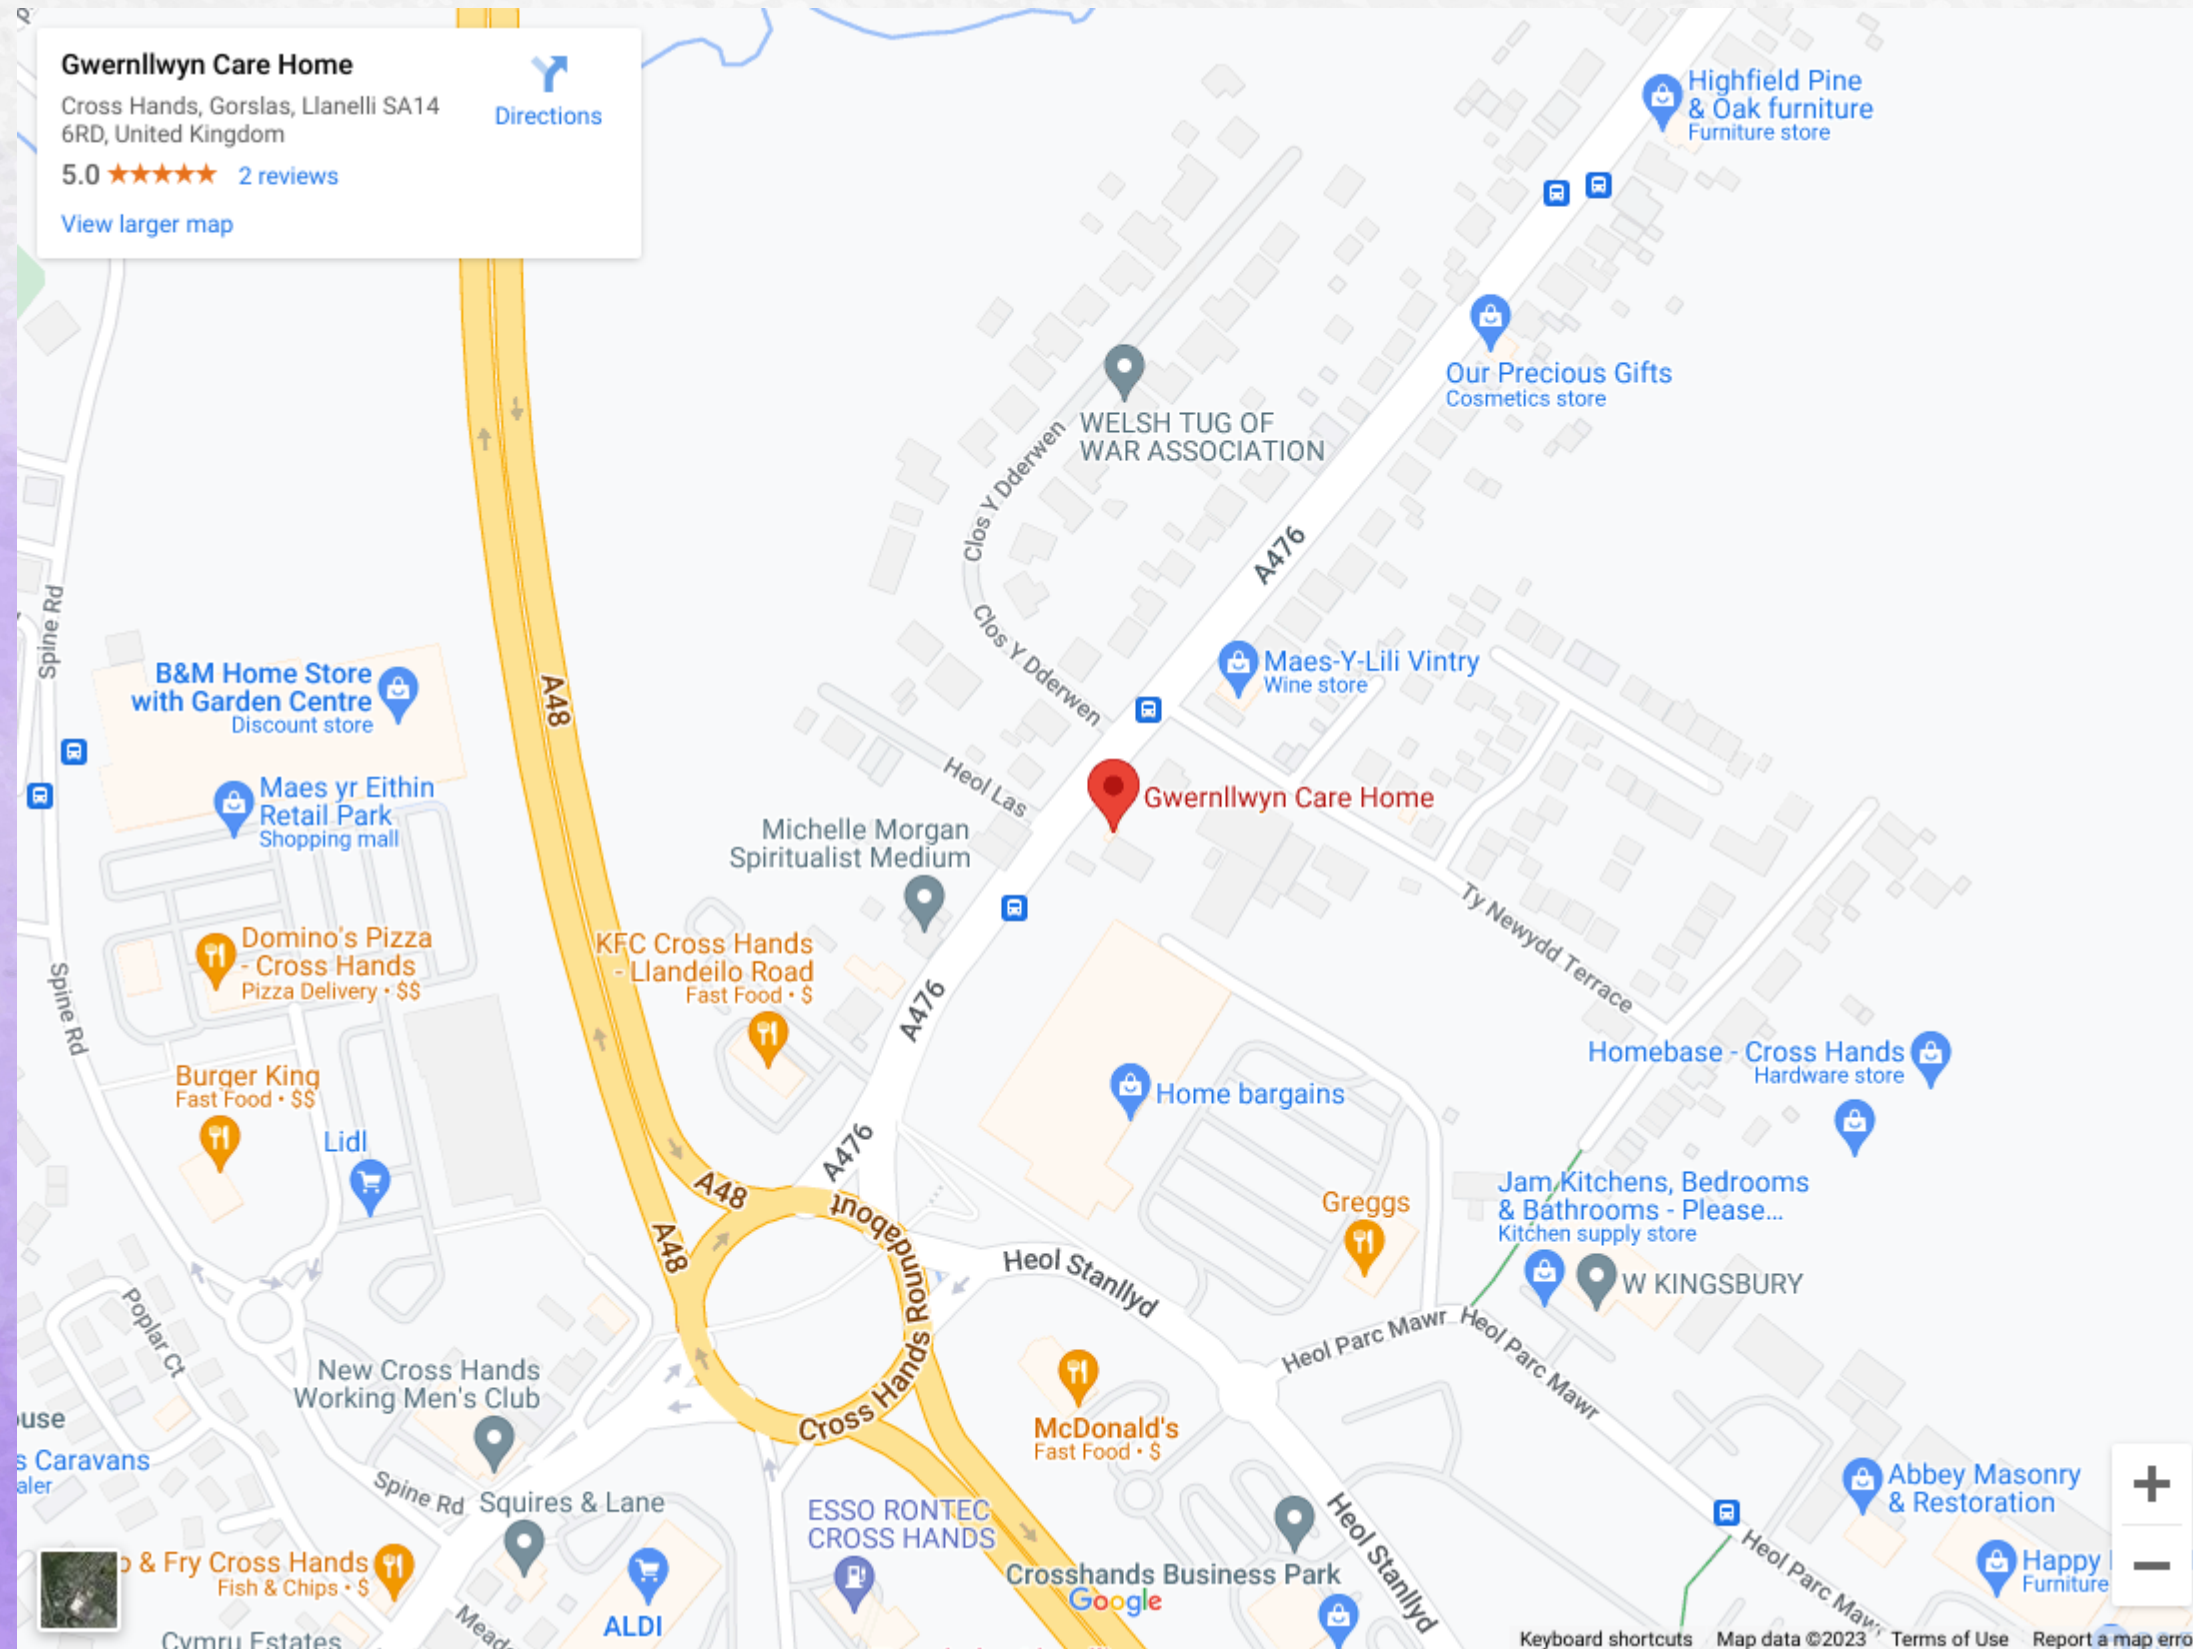 Gwernllwyn Care Home
Cross Hands, Gorslas, Llanelli SA14
6RD, United Kingdom
5.0
2 reviews
View larger map
Directions
Highfield Pine
& Oak furniture
Furniture store
Our Precious Gifts
Cosmetics store
WELSH TUG OF
WAR ASSOCIATION
Clos Y Dderwen
A476
Clos Y Dderwen
Spine Rd
B&M Home Store
with Garden Centre
Discount store
A48
Maes-Y-Lili Vintry
Wine store
Heol Las
Gwernllwyn Care Home
Maes yr Eithin
Retail Park
Shopping mall
Michelle Morgan
Spiritualist Medium
Ty Newydd Terrace
Domino's Pizza
- Cross Hands
Pizza Delivery • $$
KFC Cross Hands
- Llandeilo Road
Fast Food • $
Spine Rd
A476
Homebase - Cross Hands
Hardware store
Burger King
Fast Food • $$
Home bargains
Lidl
A476
A48
A48
Cross Hands Roundabout
Greggs
Jam Kitchens, Bedrooms
& Bathrooms - Please...
Kitchen supply store
W KINGSBURY
Heol Stanllyd
Heol Parc Mawr
Heol Parc Mawr
Poplar Ct
New Cross Hands
Working Men's Club
McDonald's
Fast Food • $
use
s Caravans
aler
Spine Rd
Squires & Lane
ESSO RONTEC
CROSS HANDS
Heol Stanllyd
Abbey Masonry
& Restoration
& Fry Cross Hands
Fish & Chips • $
Crosshands Business Park
Google
Heol Parc Mawr
Happy
Furniture
ALDI
Mead
Cymru Estates
Keyboard shortcuts
Map data ©2023
Terms of Use
Report a map erro